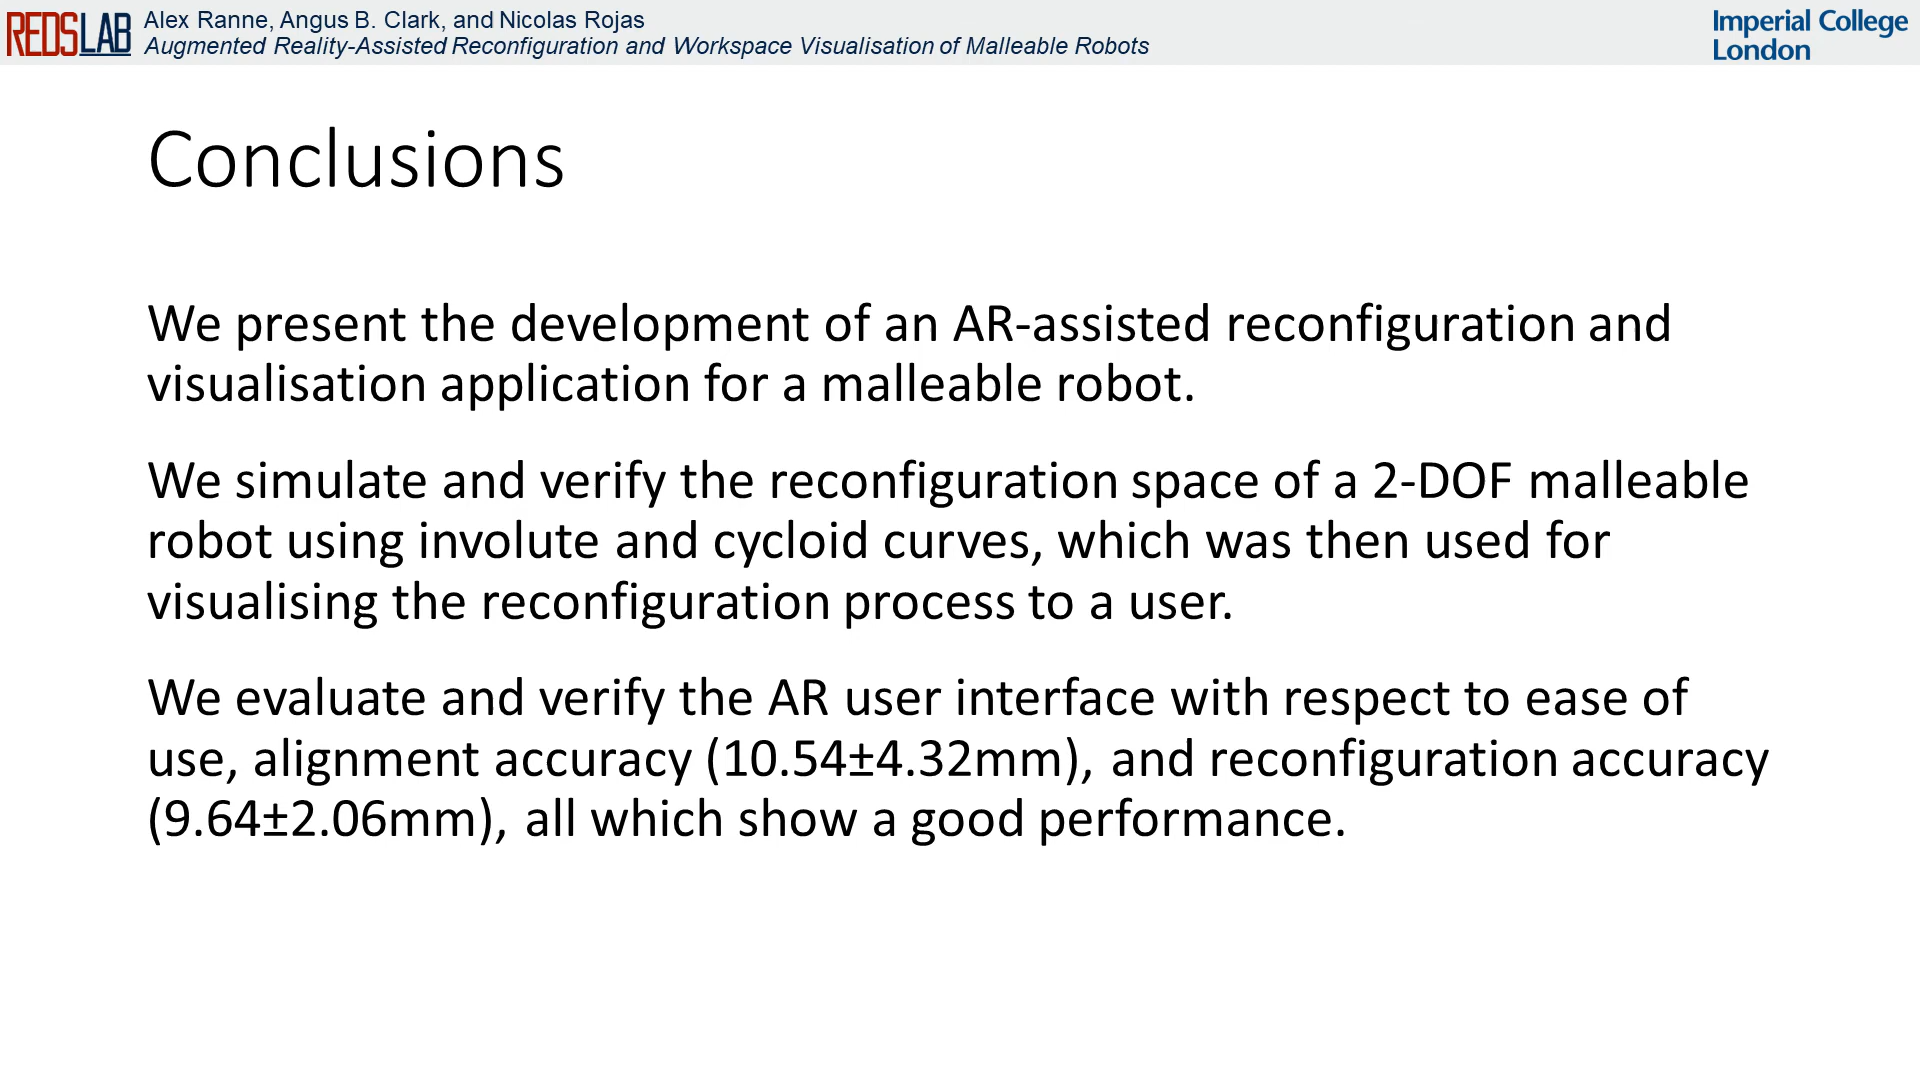 REDSLAB
Alex Ranne, Angus B. Clark, and Nicolas Rojas
Augmented Reality-Assisted Reconfiguration and Workspace Visualisation of Malleable Robots
Imperial College
London
Conclusions
We present the development of an AR-assisted reconfiguration and
visualisation application for a malleable robot.
We simulate and verify the reconfiguration space of a 2-DOF malleable
robot using involute and cycloid curves, which was then used for
visualising the reconfiguration process to a user.
We evaluate and verify the AR user interface with respect to ease of
use, alignment accuracy (10.54±4.32mm), and reconfiguration accuracy
(9.64±2.06mm), all which show a good performance.